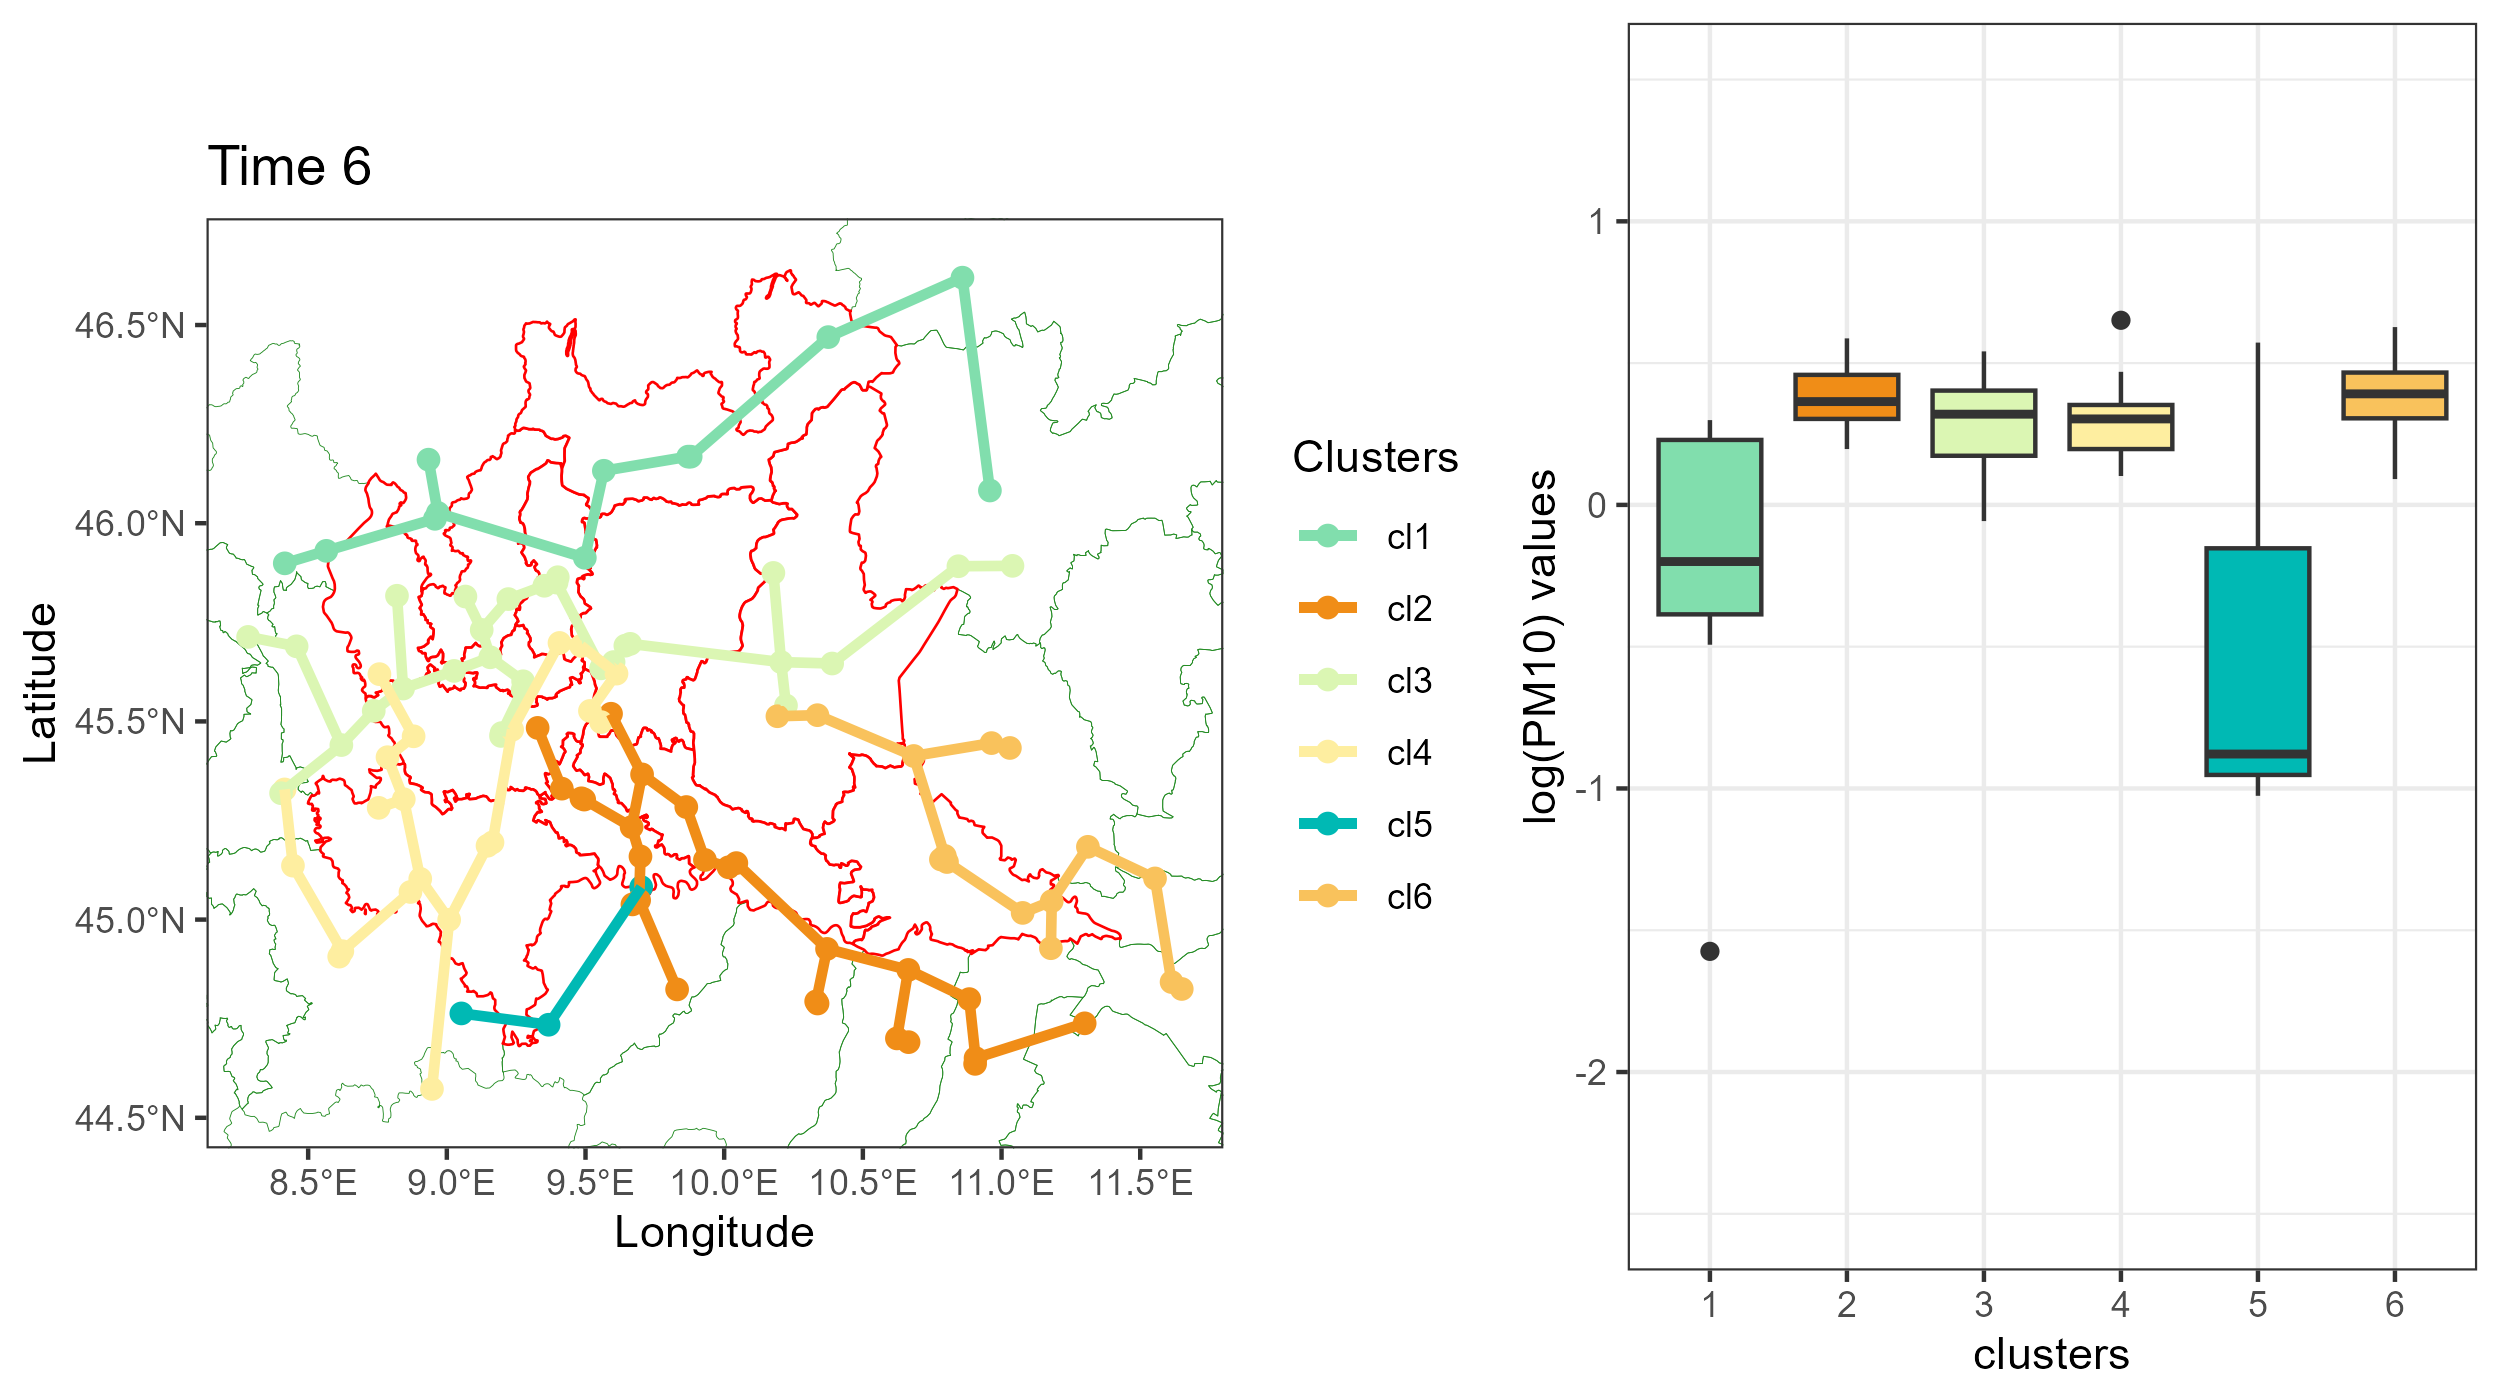 Time 6
46.5°N
46.0°N
45.5°N
45.0°N
44.5°N
Latitude
8.5°E 9.0°E 9.5°E 10.0°E 10.5°E 11.0°E 11.5°E
Longitude
Clusters
cl1
cl2
cl3
cl4
cl5
cl6
1
0
-1
-2
log(PM10) values
1 2 3 4 5 6
clusters